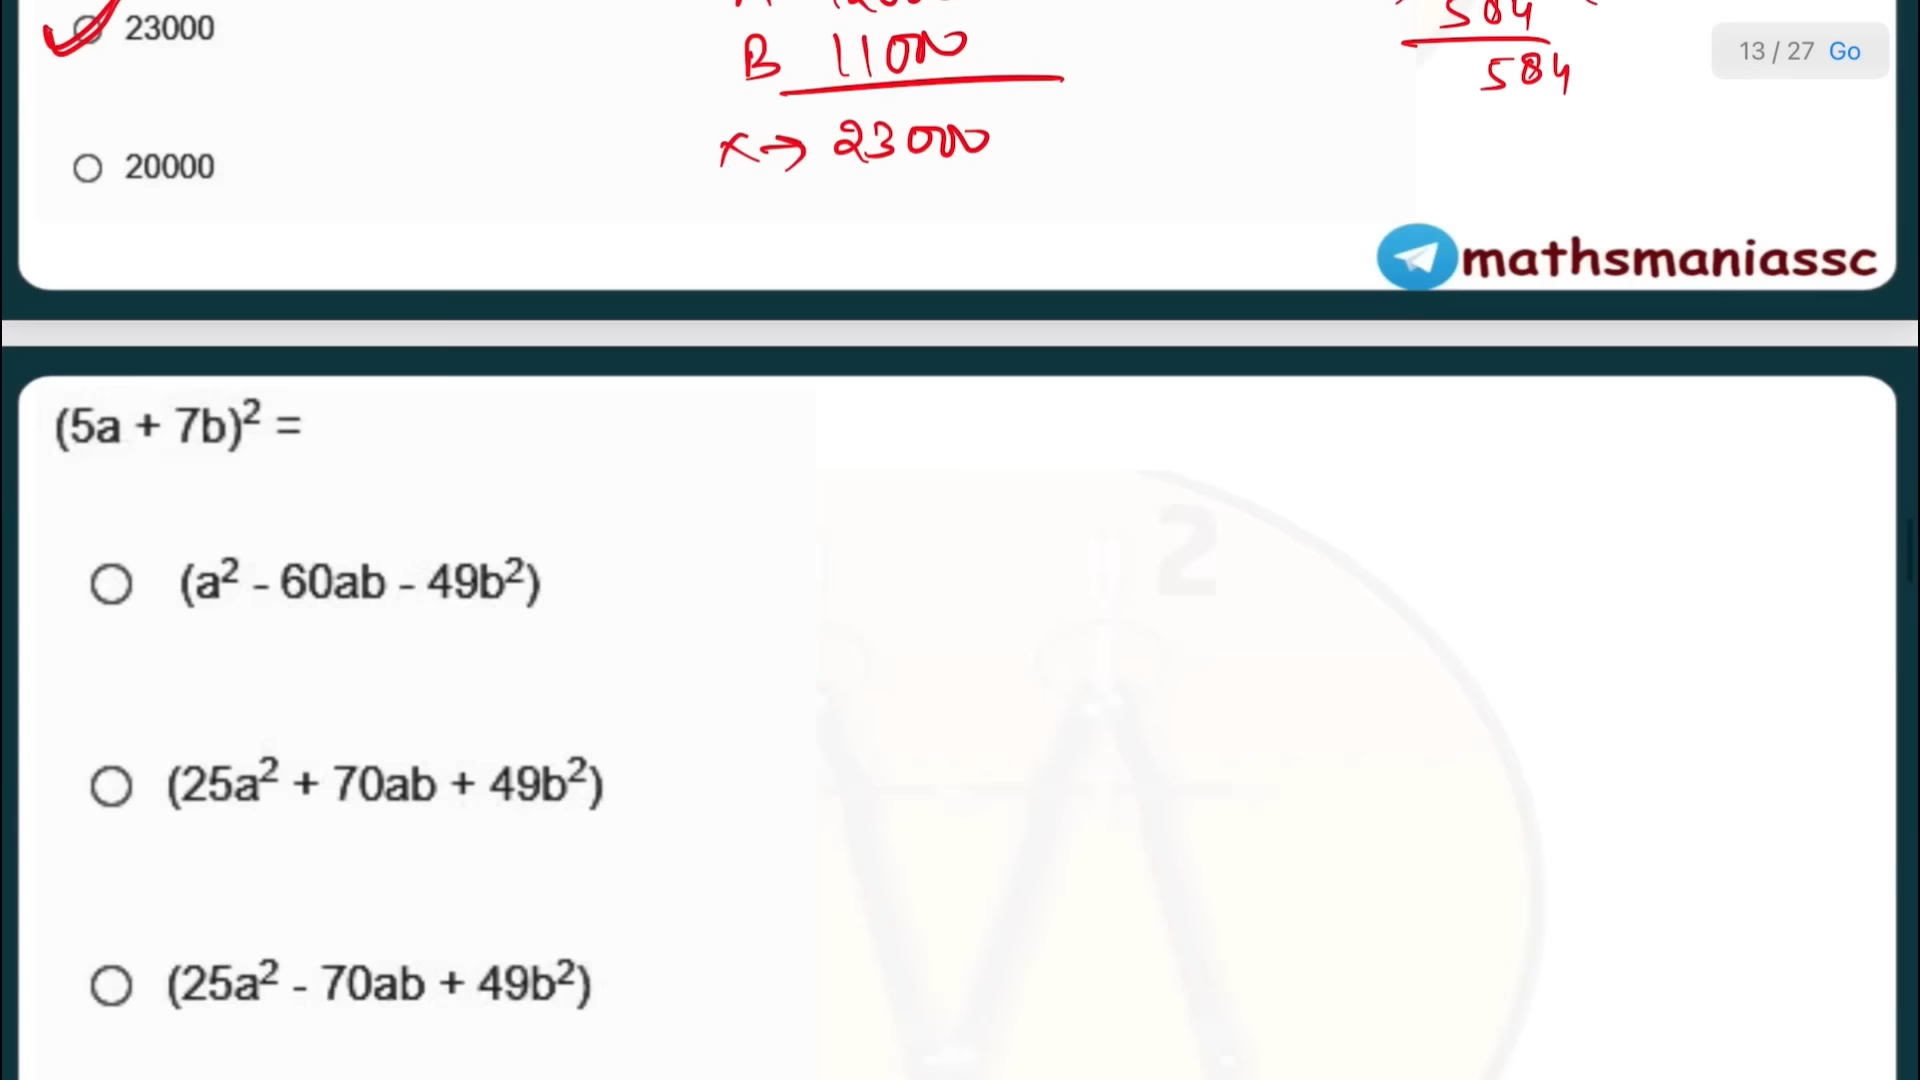 23000
B 11000
584
13 / 27 Go
x→ 23000
20000
mathsmaniassc
(5a + 7b)² =
2
(a² - 60ab - 49b²)
(25a² + 70ab + 49b²)
(25a² - 70ab + 49b²)